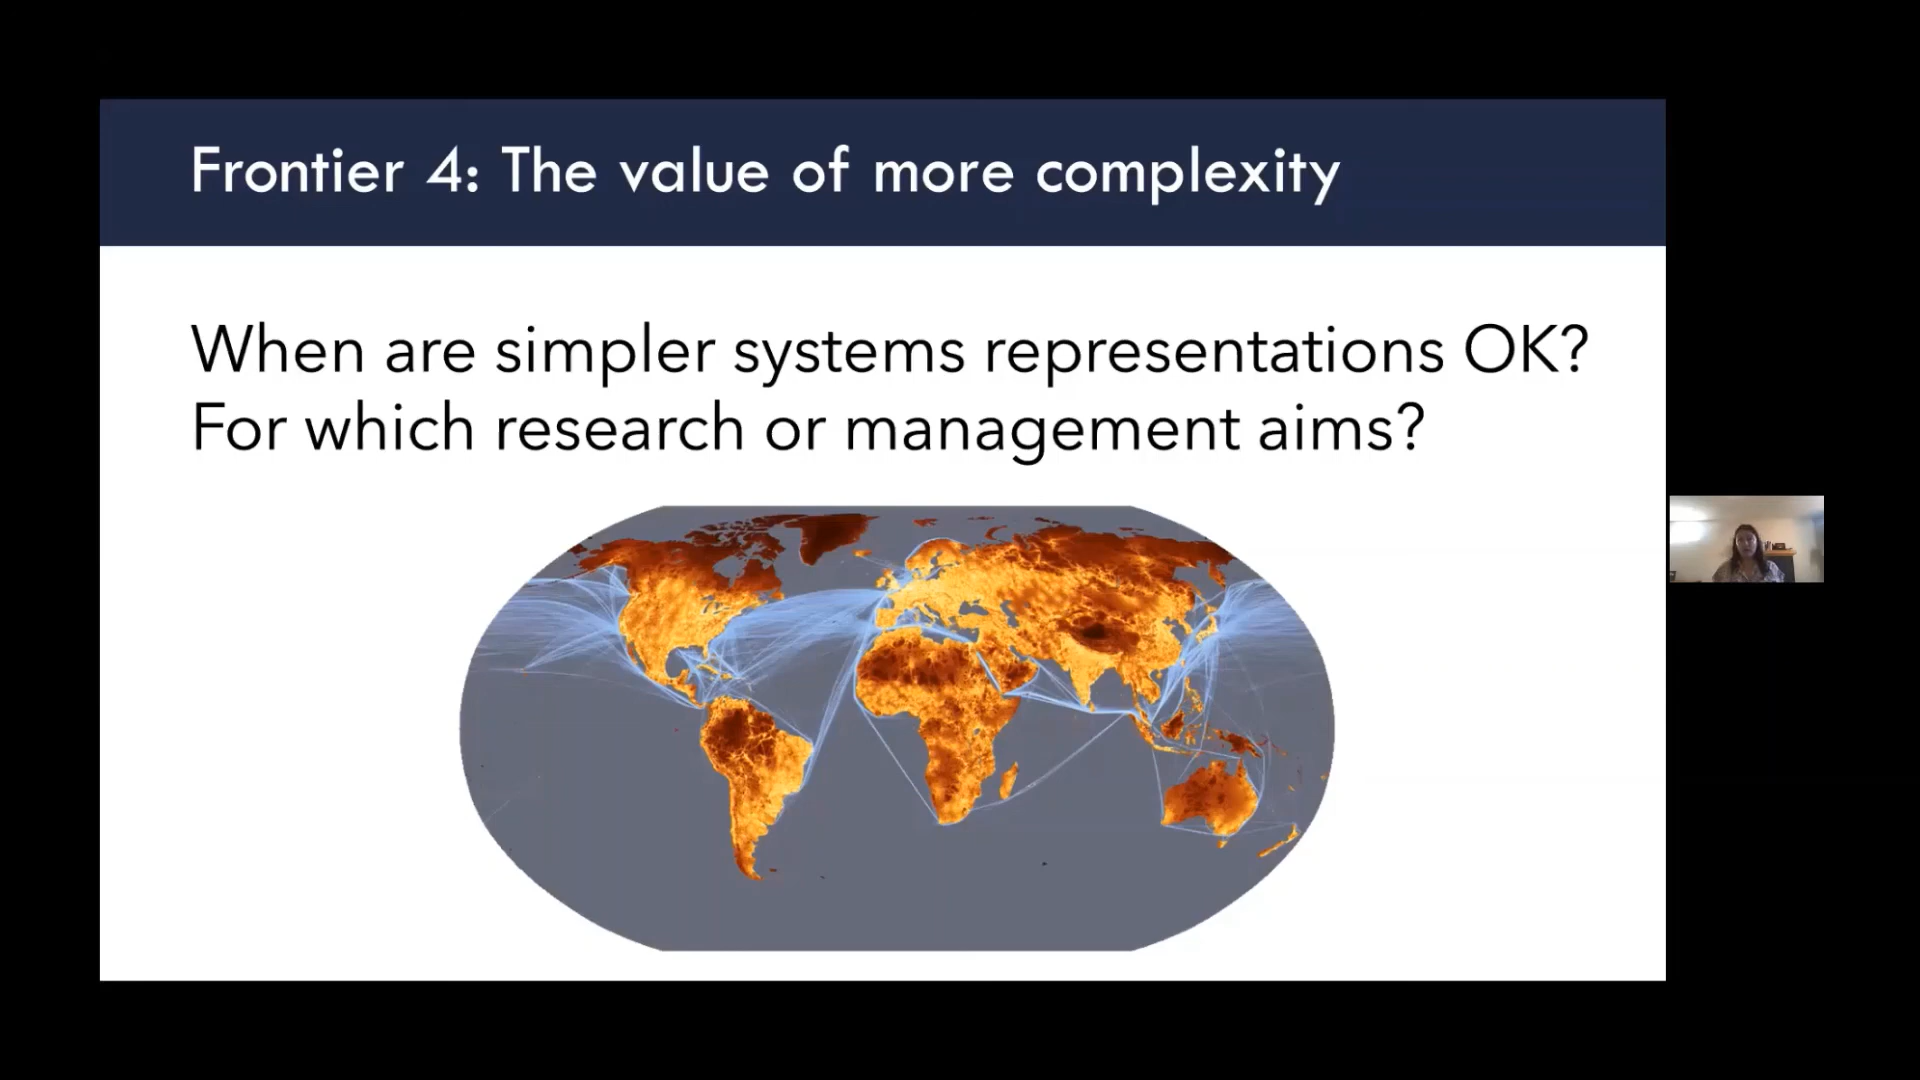 Frontier 4: The value of more complexity
When are simpler systems representations OK?
For which research or management aims?